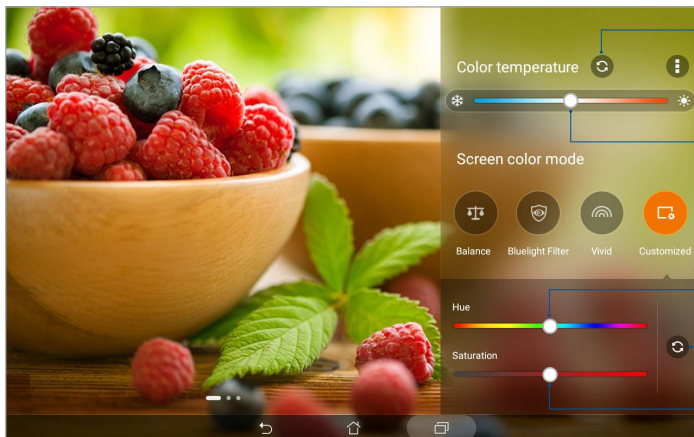 Color temperature
Screen color mode
Balance Bluelight Filter Vivid Customized
Hue
Saturation